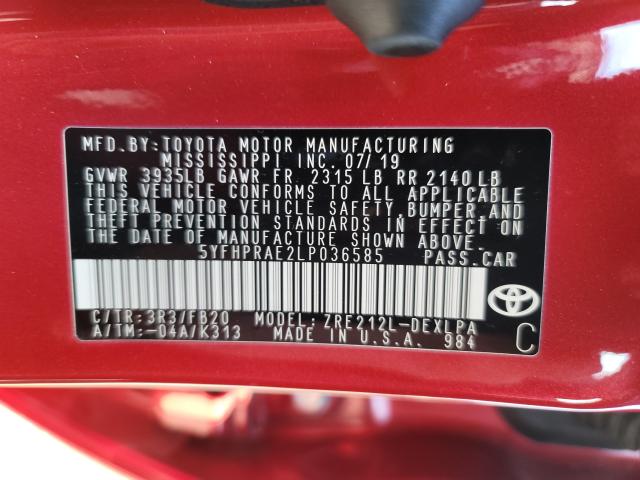 MFD.BY:TOYOTA MOTOR MANUFACTURING
MISSISSIPPI INC.07/19
GVWR 3935LB GAWR FR 2315 LB RR 2140 LB
THIS VEHICLE CONFORMS TO ALL APPLICABLE
FEDERAL MOTOR VEHICLE SAFETY,BUMPER,AND
THEFT PREVENTION STANDARDS IN EFFECT ON
THE DATE OF MANUFACTURE SHOWN ABOVE.
5YFHPRAE2LP036585 PASS.CAR
C/TR:3R3/FB20 MODEL:ZRE212L-DEXLPA
A/TM:-04A/K313 MADE IN U.S.A. 984 C